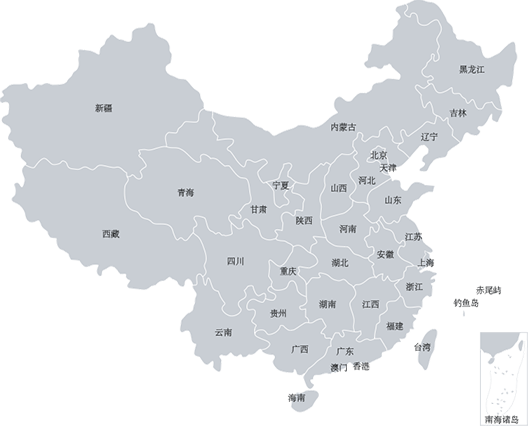 黑龙江
新疆
吉林
内蒙古
辽宁
北京
天津
宁夏
山西
河北
青海
山东
甘肃
陕西
河南
西藏
江苏
四川
安徽
上海
湖北
重庆
浙江
赤尾屿
钓鱼岛
湖南
江西
贵州
福建
云南
台湾
广西
广东
澳门
香港
海南
南海诸岛